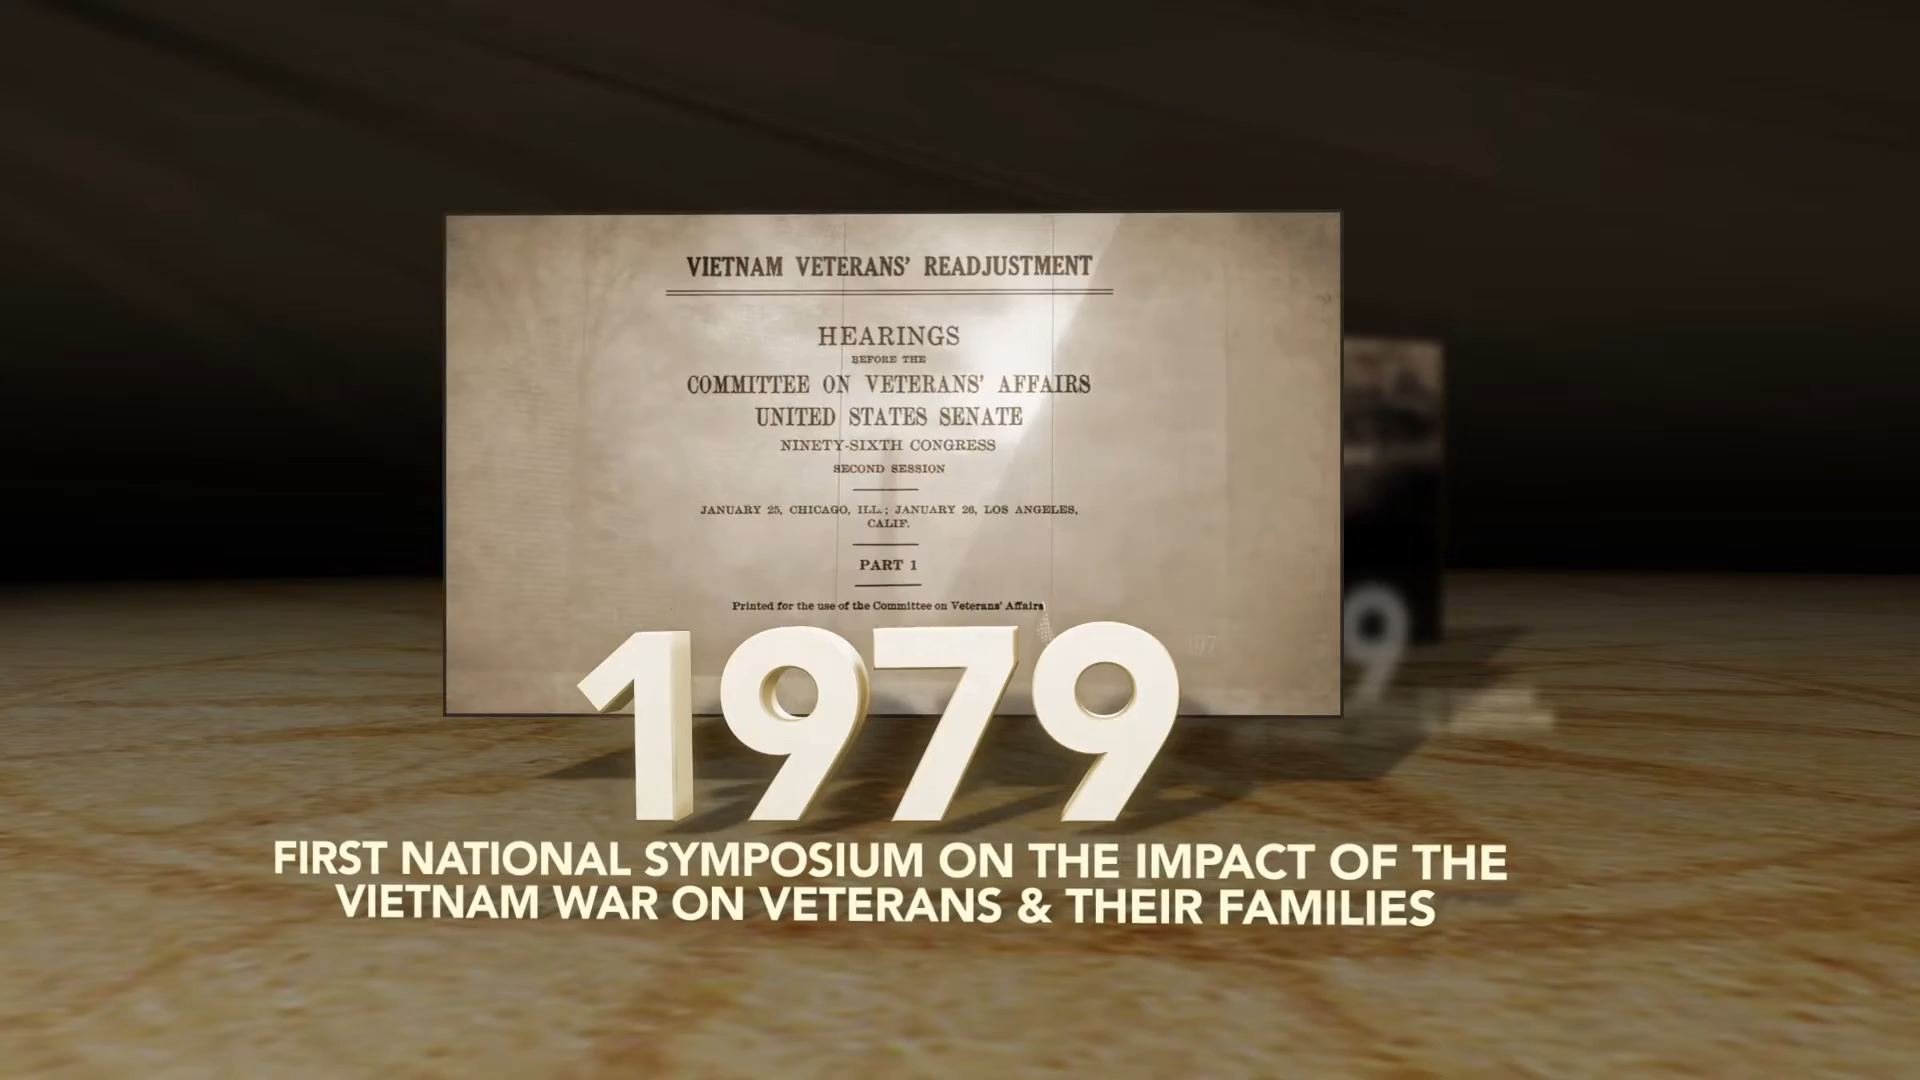 VIETNAM VETERANS' READJUSTMENT
HEARINGS
BEFORE THE
COMMITTEE ON VETERANS' AFFAIRS
UNITED STATES SENATE
NINETY-SIXTH CONGRESS
SECOND SESSION
JANUARY 25, CHICAGO, ILL.; JANUARY 26, LOS ANGELES,
CALIF.
PART 1
Printed for the use of the Committee on Veterans' Affairs
1979
FIRST NATIONAL SYMPOSIUM ON THE IMPACT OF THE
VIETNAM WAR ON VETERANS & THEIR FAMILIES
9